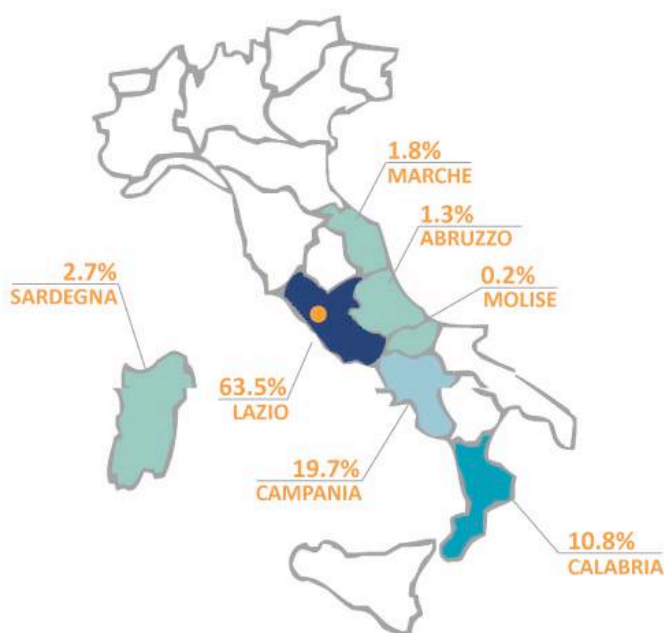 1.8%
MARCHE
1.3%
ABRUZZO
2.7%
SARDEGNA
0.2%
MOLISE
63.5%
LAZIO
19.7%
CAMPANIA
10.8%
CALABRIA